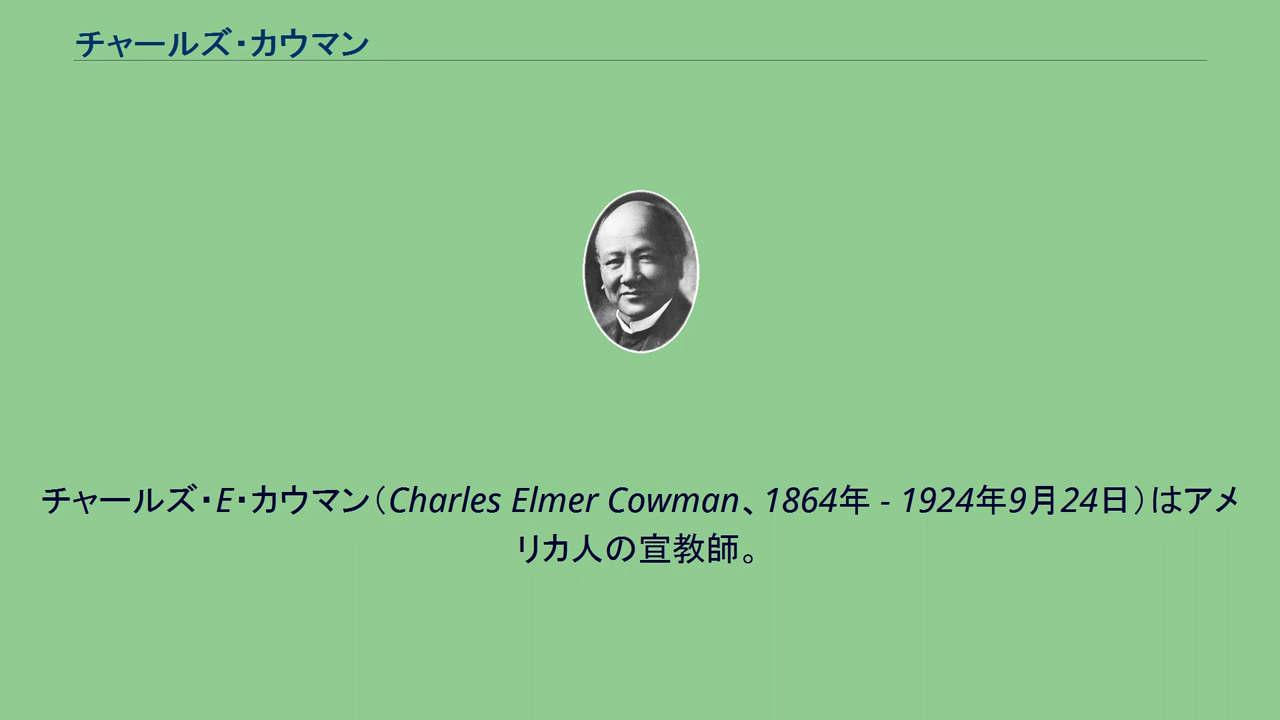 チャールズ・カウマン
チャールズ・E・カウマン（Charles Elmer Cowman、1864年 - 1924年9月24日）はアメ
リカ人の宣教師。